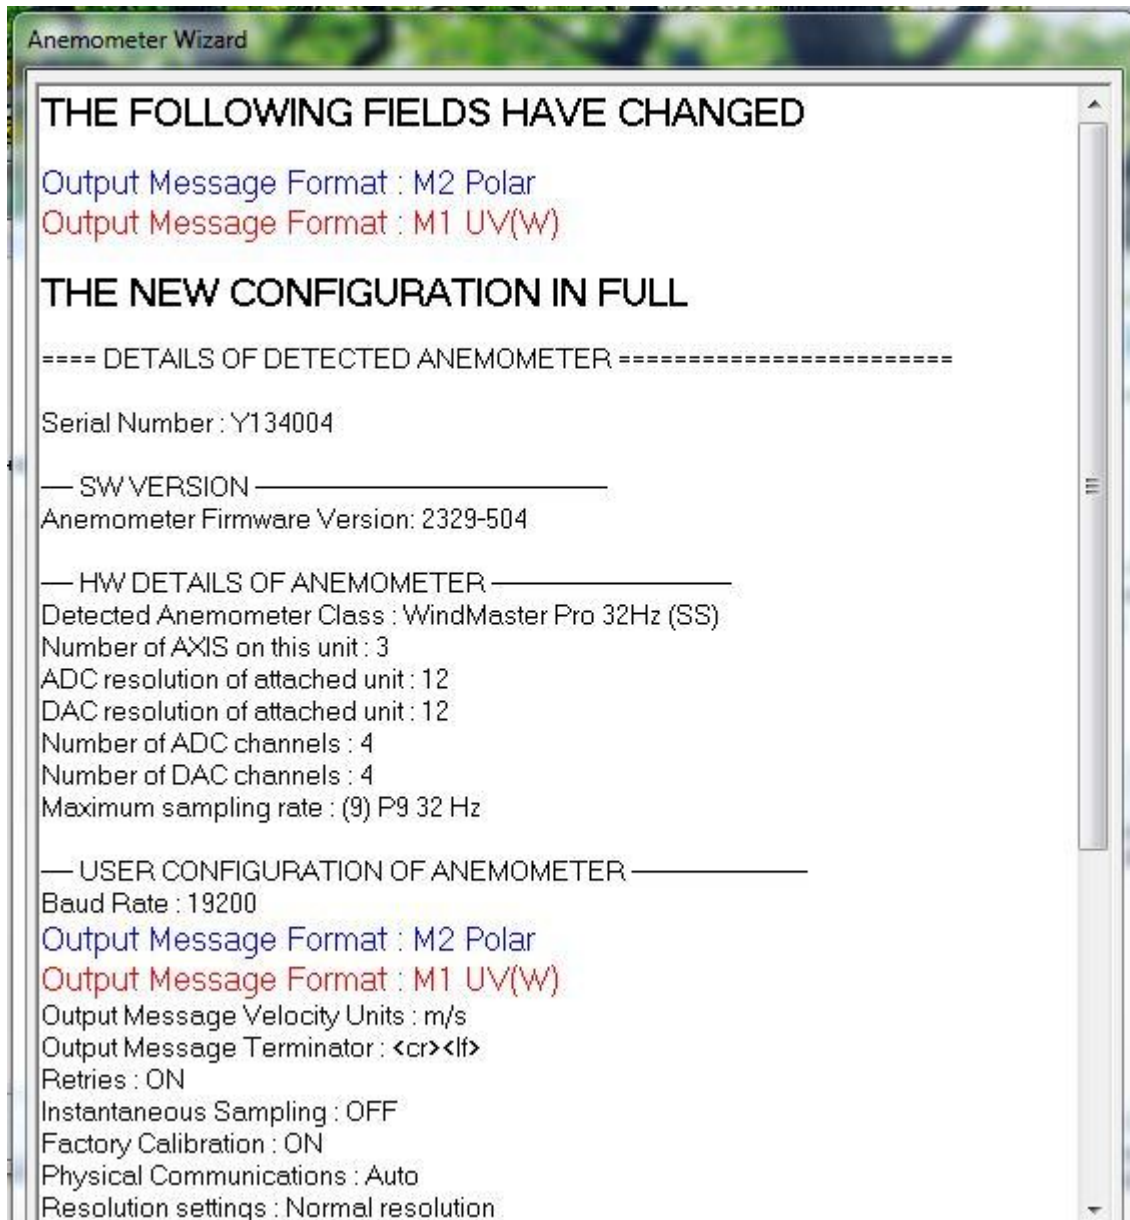 Anemometer Wizard
THE FOLLOWING FIELDS HAVE CHANGED
Output Message Format : M2 Polar
Output Message Format : M1 UV(W)
THE NEW CONFIGURATION IN FULL
==== DETAILS OF DETECTED ANEMOMETER ========================
Serial Number : Y134004
---- SW VERSION ------------------------
Anemometer Firmware Version: 2329-504
---- HW DETAILS OF ANEMOMETER ----------------
Detected Anemometer Class : WindMaster Pro 32Hz (SS)
Number of AXIS on this unit : 3
ADC resolution of attached unit : 12
DAC resolution of attached unit : 12
Number of ADC channels : 4
Number of DAC channels : 4
Maximum sampling rate : (9) P9 32 Hz
---- USER CONFIGURATION OF ANEMOMETER ------------
Baud Rate : 19200
Output Message Format : M2 Polar
Output Message Format : M1 UV(W)
Output Message Velocity Units : m/s
Output Message Terminator : <cr><lf>
Retries : ON
Instantaneous Sampling : OFF
Factory Calibration : ON
Physical Communications : Auto
Resolution settings : Normal resolution